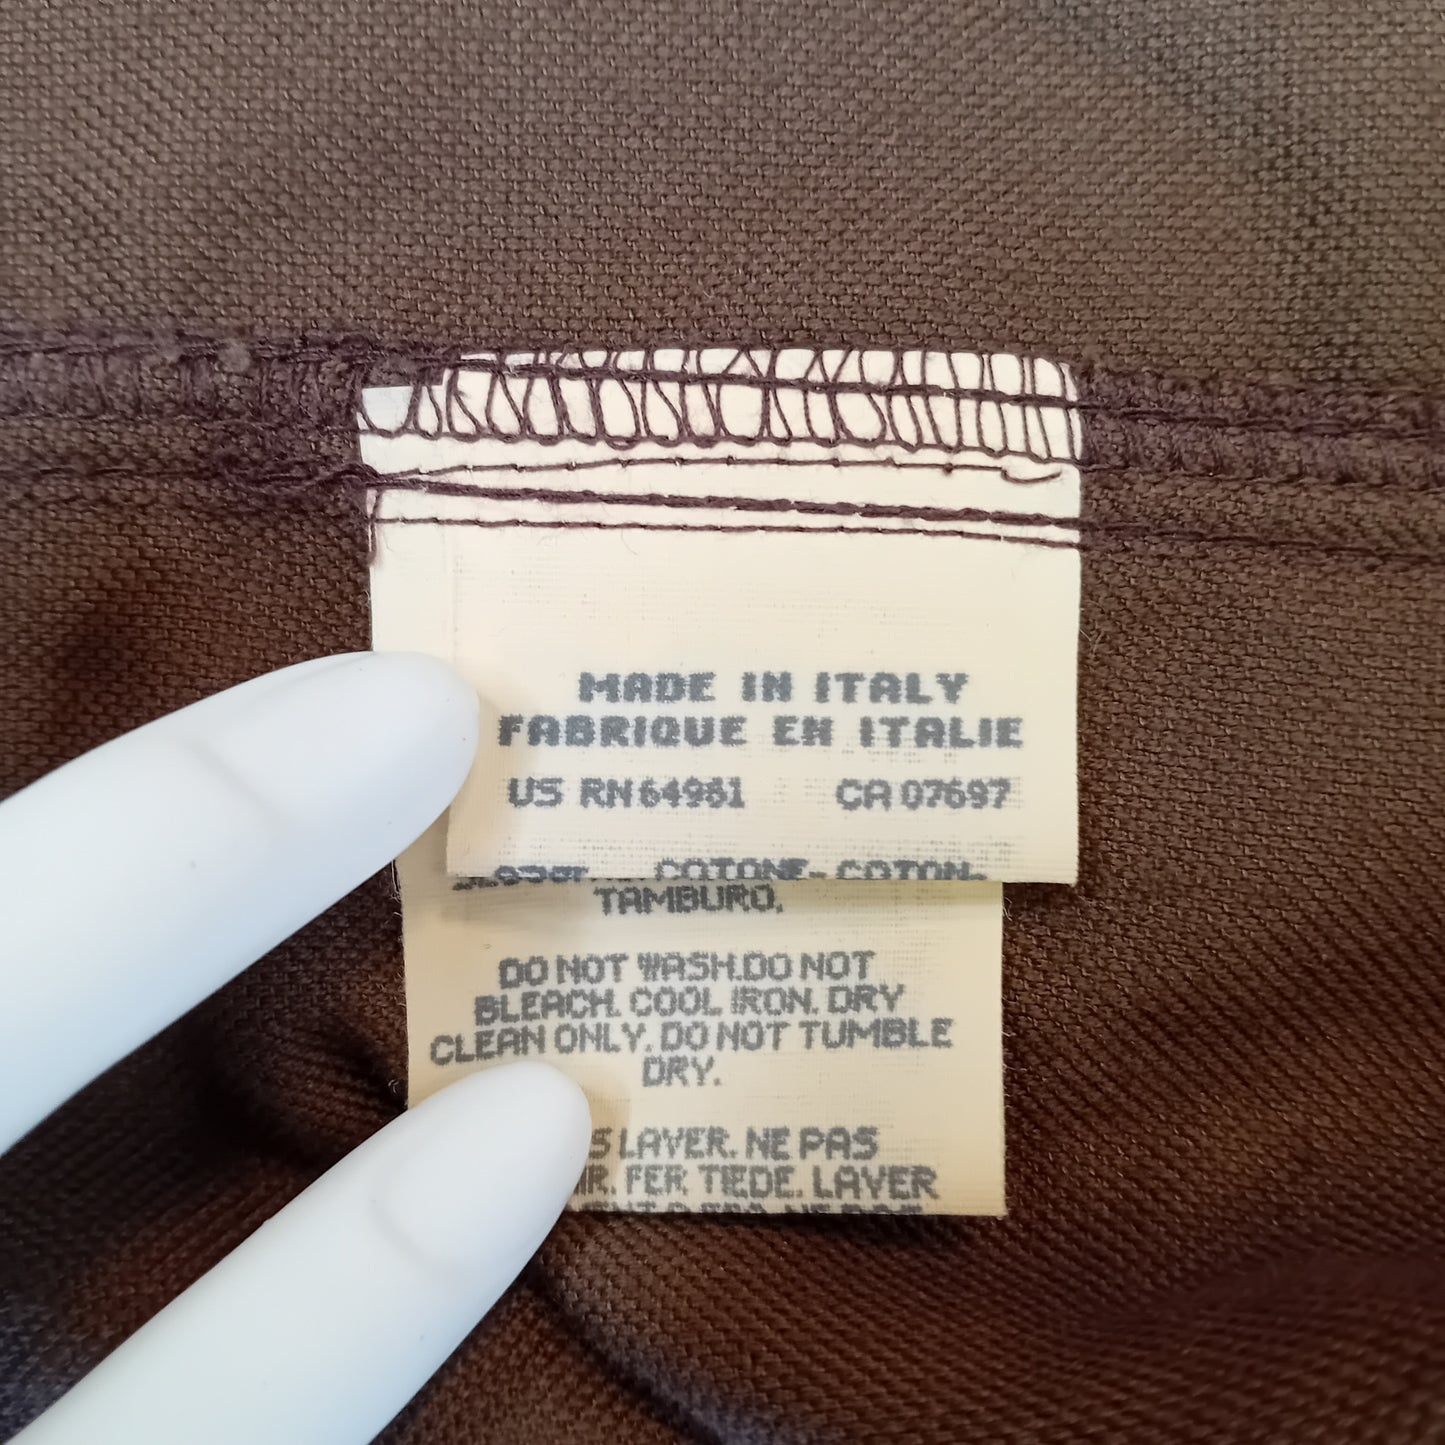 MADE IN ITALY
FABRIQUE EN ITALIE
US RN 64981 CA 07697
COTONE- COTON-
TAMBURO.
DO NOT WASH.DO NOT
BLEACH. COOL IRON. DRY
CLEAN ONLY. DO NOT TUMBLE
DRY.
S LAVER. NE PAS
IR. FER TIEDE. LAVER